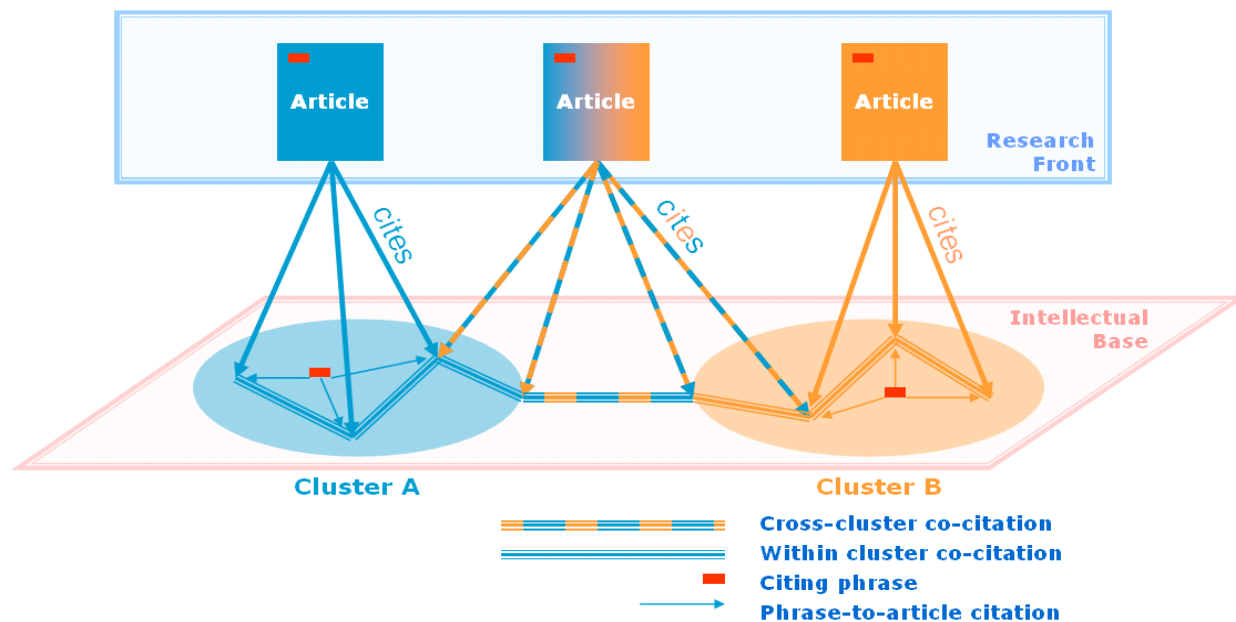 Article
Article
Article
Research
Front
cites
cites
cites
Intellectual
Base
Cluster A
Cluster B
Cross-cluster co-citation
Within cluster co-citation
Citing phrase
Phrase-to-article citation